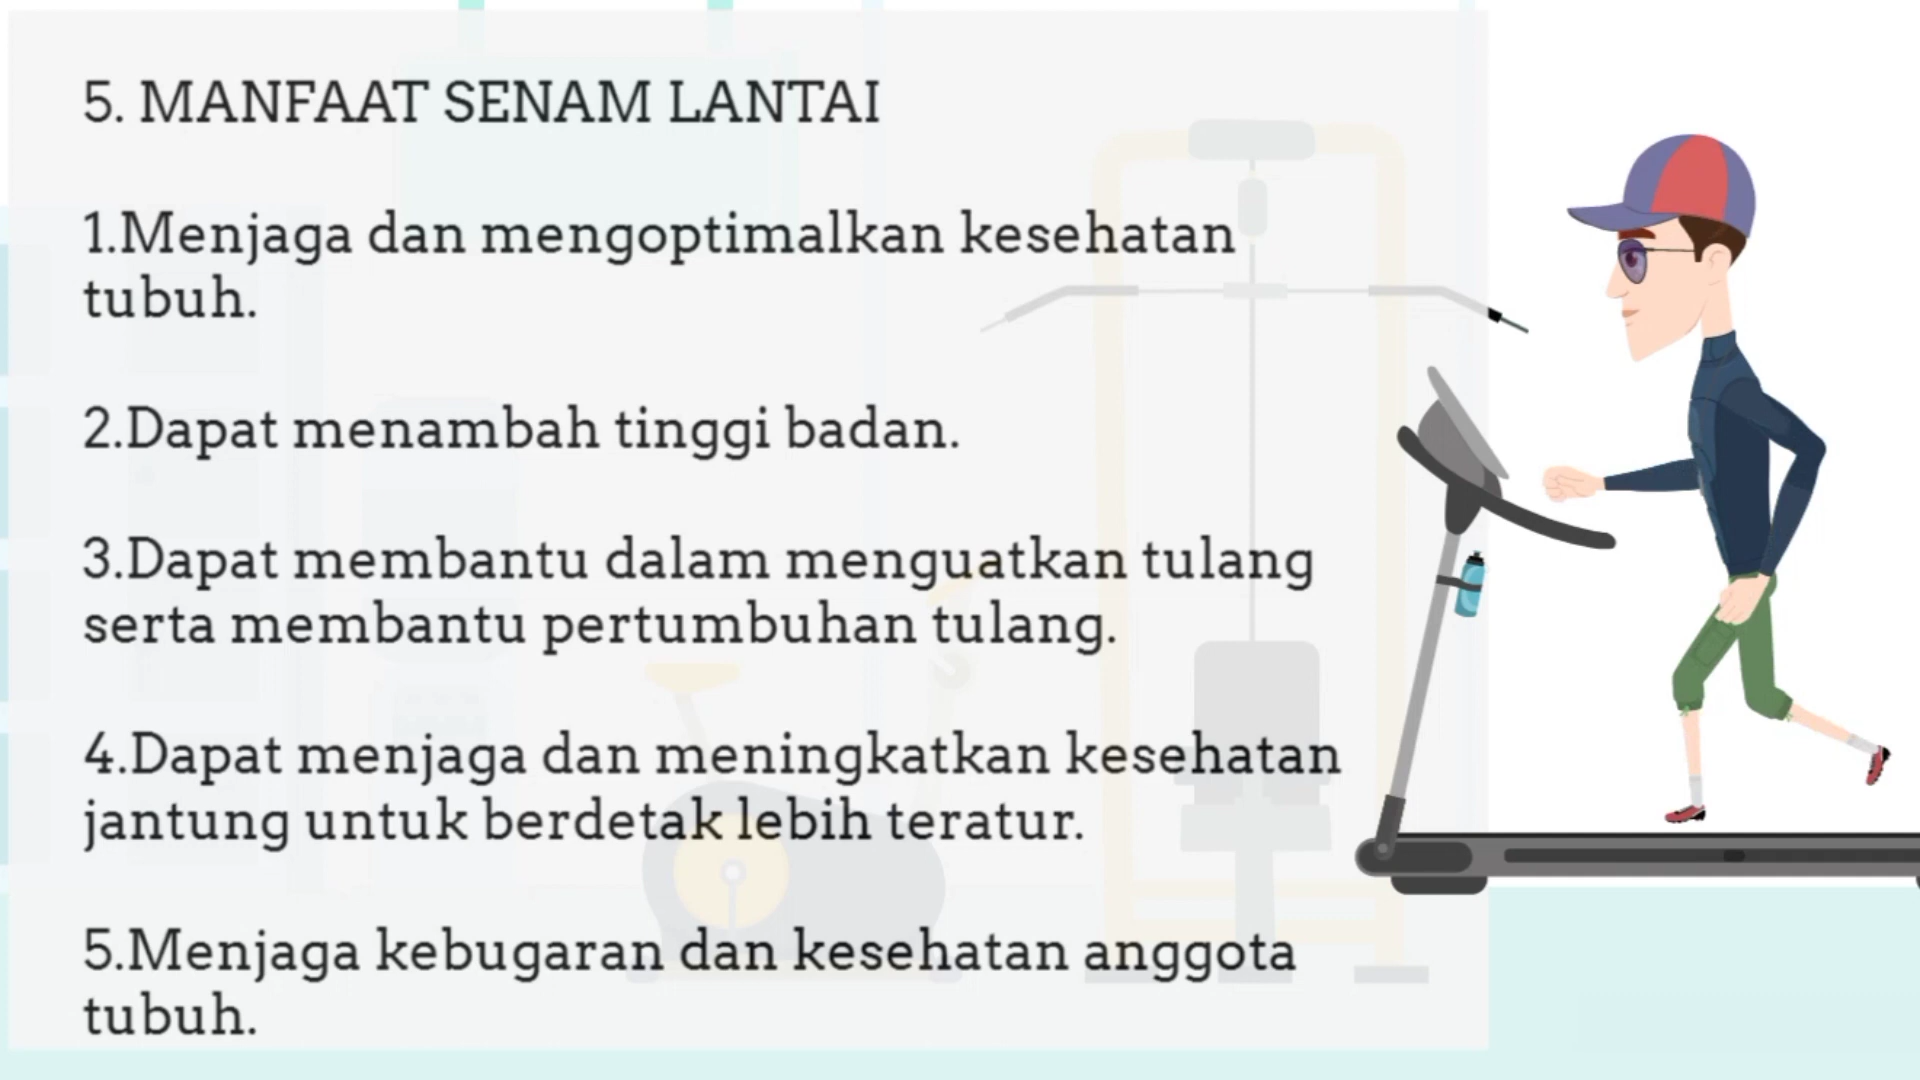 5. MANFAAT SENAM LANTAI
1.Menjaga dan mengoptimalkan kesehatan
tubuh.
2.Dapat menambah tinggi badan.
3.Dapat membantu dalam menguatkan tulang
serta membantu pertumbuhan tulang.
4.Dapat menjaga dan meningkatkan kesehatan
jantung untuk berdetak lebih teratur.
5.Menjaga kebugaran dan kesehatan anggota
tubuh.